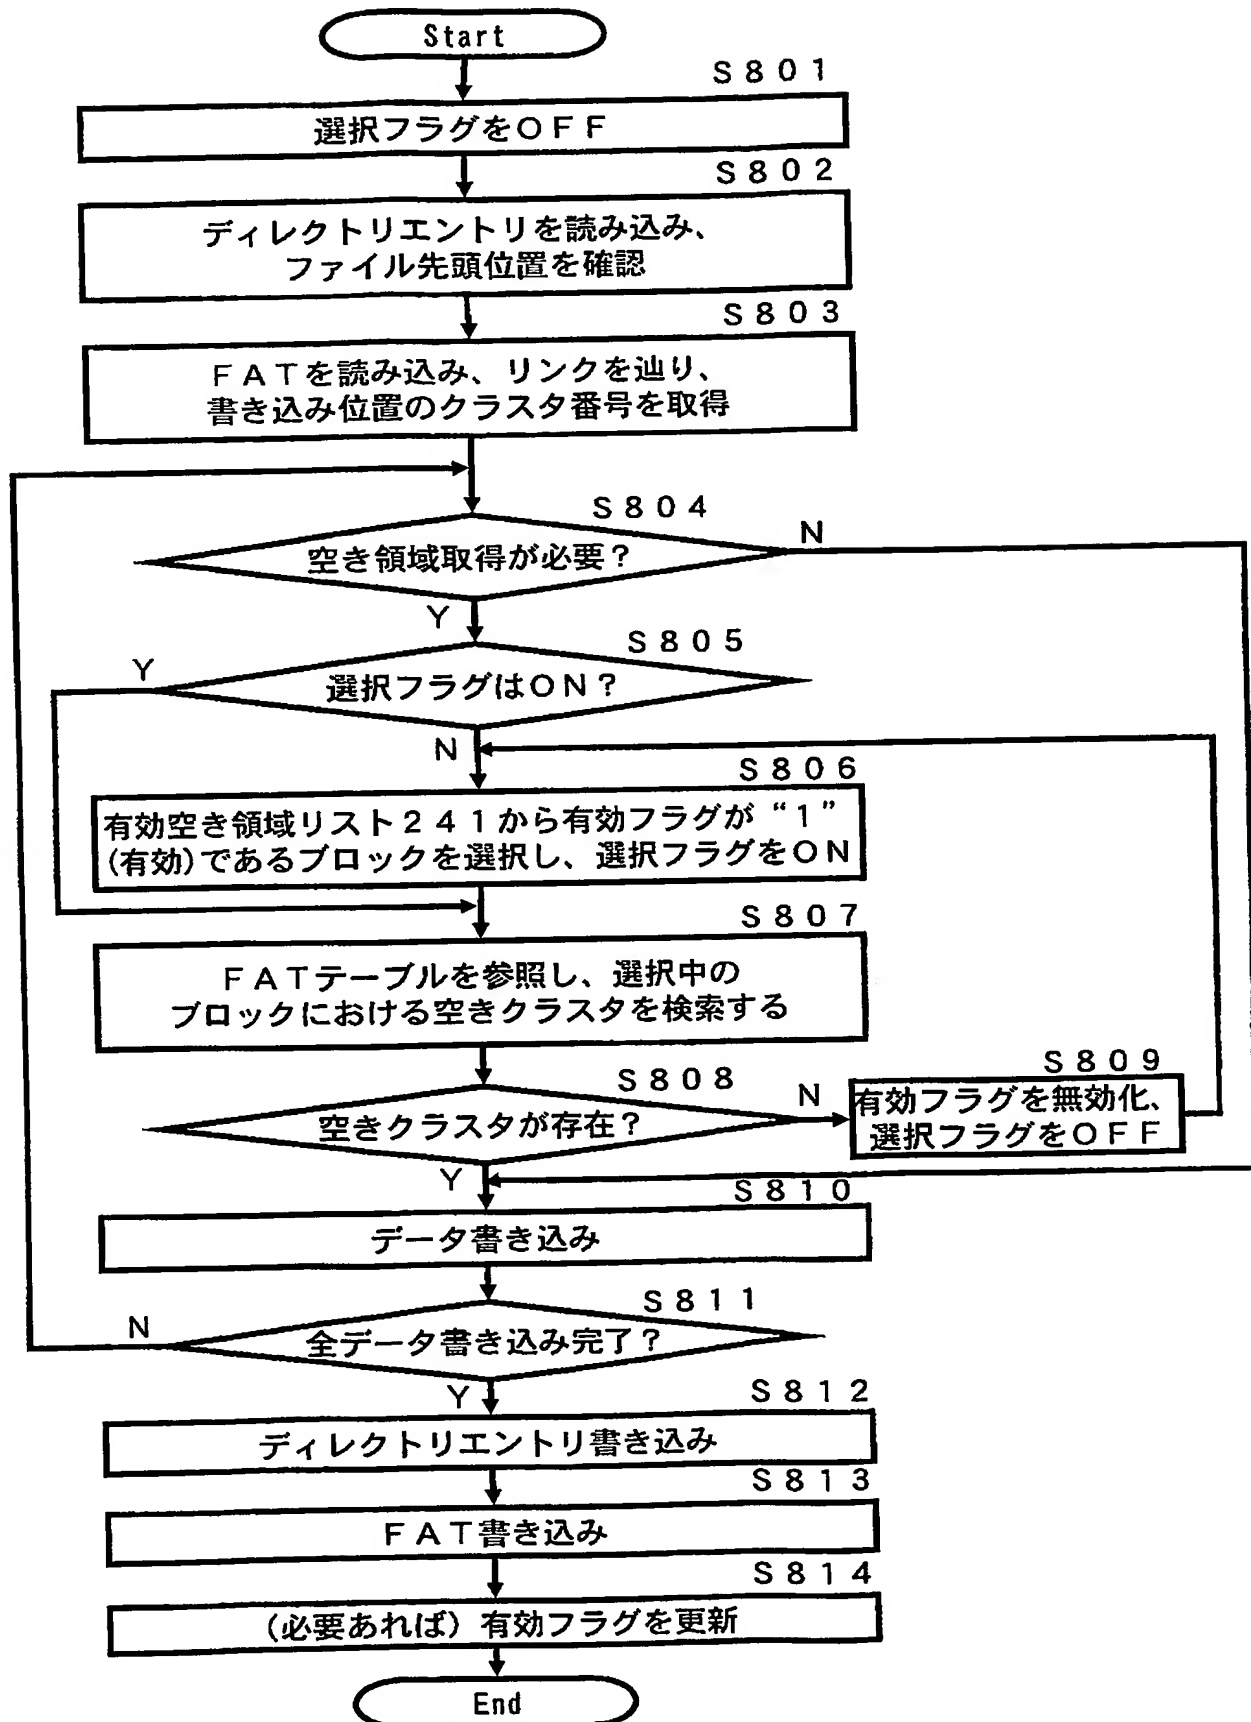 Start
S801
選択フラグをOFF
S802
ディレクトリエントリを読み込み、
ファイル先頭位置を確認
S803
FATを読み込み、リンクを辿り、
書き込み位置のクラスタ番号を取得
S804
空き領域取得が必要?
N
Y
S805
選択フラグはON?
Y
N
S806
有効空き領域リスト241から有効フラグが“1”
(有効)であるブロックを選択し、選択フラグをON
S807
FATテーブルを参照し、選択中の
ブロックにおける空きクラスタを検索する
S808
空きクラスタが存在?
N
Y
S809
有効フラグを無効化、
選択フラグをOFF
S810
データ書き込み
S811
全データ書き込み完了?
N
Y
S812
ディレクトリエントリ書き込み
S813
FAT書き込み
S814
(必要あれば)有効フラグを更新
End